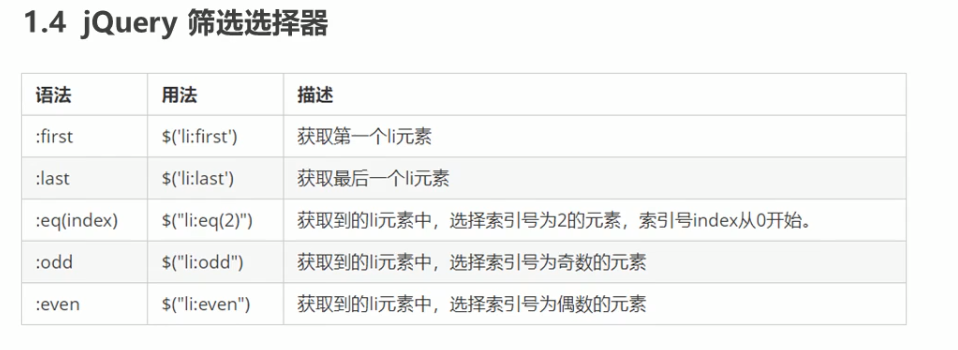 1.4 jQuery 筛选选择器
语法 用法 描述
:first $('li:first') 获取第一个li元素
:last $('li:last') 获取最后一个li元素
:eq(index) $("li:eq(2)") 获取到的li元素中，选择索引号为2的元素，索引号index从0开始。
:odd $("li:odd") 获取到的li元素中，选择索引号为奇数的元素
:even $("li:even") 获取到的li元素中，选择索引号为偶数的元素